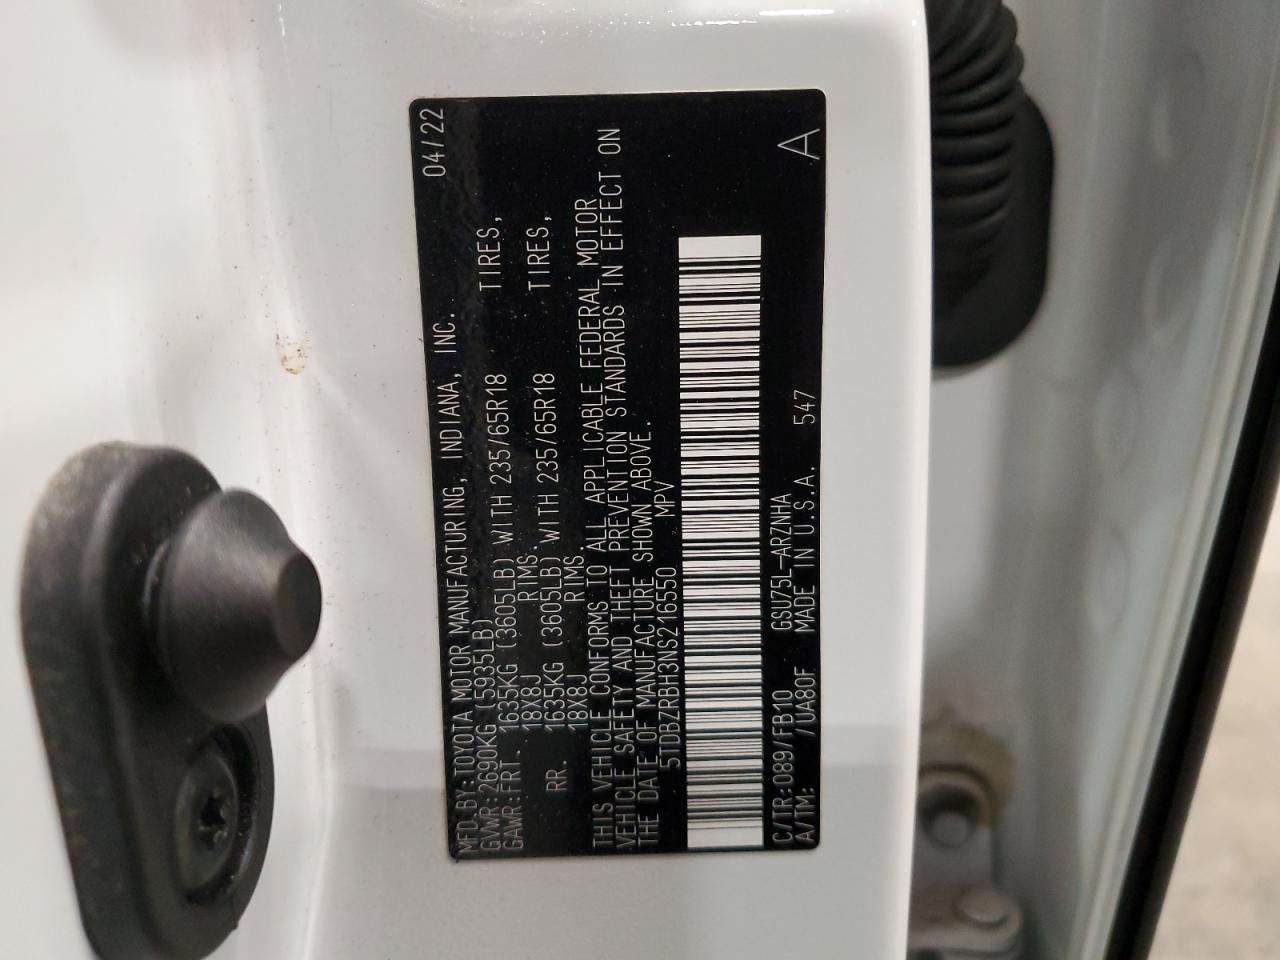 MFD.BY:TOYOTA MOTOR MANUFACTURING, INDIANA, INC. 04/22
GVWR:2690KG (5935LB)
GAWR:FRT. 1635KG (3605LB) WITH 235/65R18 TIRES,
18X8J RIMS.
RR. 1635KG (3605LB) WITH 235/65R18 TIRES,
18X8J RIMS.
THIS VEHICLE CONFORMS TO ALL APPLICABLE FEDERAL MOTOR
VEHICLE SAFETY AND THEFT PREVENTION STANDARDS IN EFFECT ON
THE DATE OF MANUFACTURE SHOWN ABOVE.
5TDBZRBH3NS216550 MPV
C/TR:089/FB10 GSU75L-ARZNHA
A/TM: /UA80F MADE IN U.S.A. 547 A